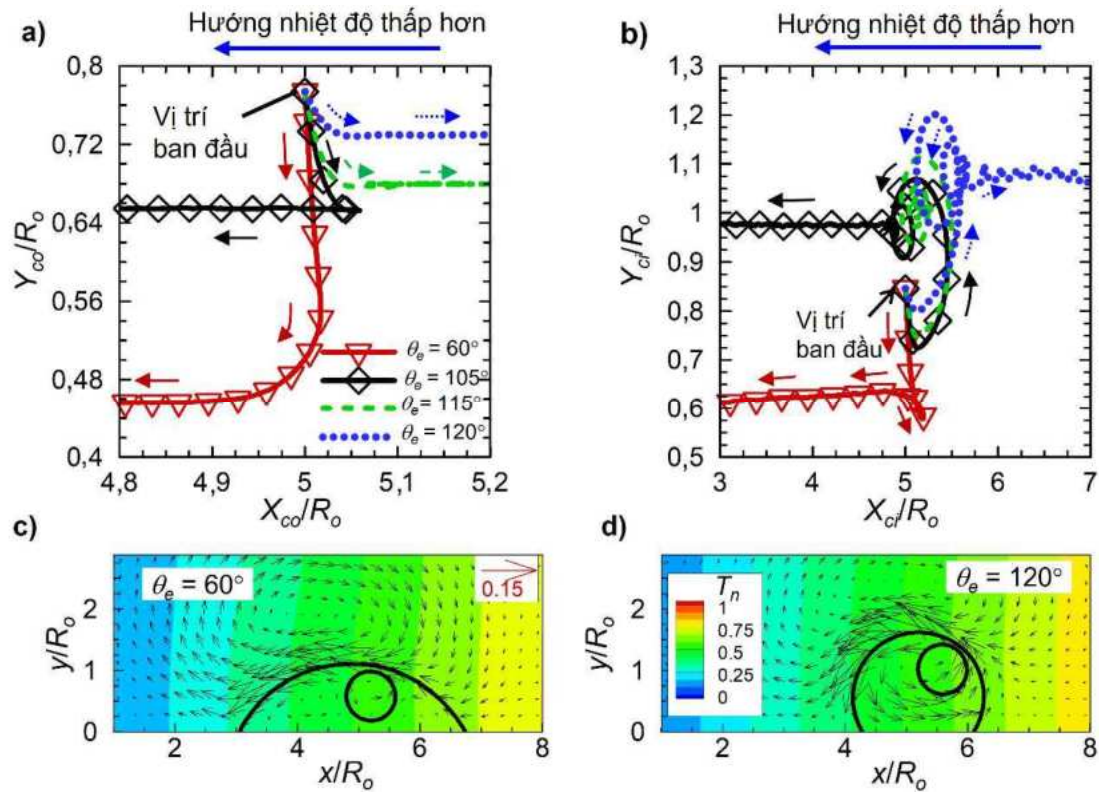 a)
Hướng nhiệt độ thấp hơn
0,8
0,72
0,64
0,56
0,48
0,4
Y_co/R_o
Vị trí
ban đầu
θ_e = 60°
θ_e = 105°
θ_e = 115°
θ_e = 120°
4,8 4,9 5 5,1 5,2
X_co/R_o
b)
Hướng nhiệt độ thấp hơn
1,3
1,2
1,1
1
0,9
0,8
0,7
0,6
0,5
Y_ci/R_o
Vị trí
ban đầu
3 4 5 6 7
X_ci/R_o
c)
θ_e = 60°
0.15
y/R_o
2
1
0
2 4 6 8
x/R_o
d)
T_n
1
0.75
0.5
0.25
0
θ_e = 120°
y/R_o
2
1
0
2 4 6 8
x/R_o